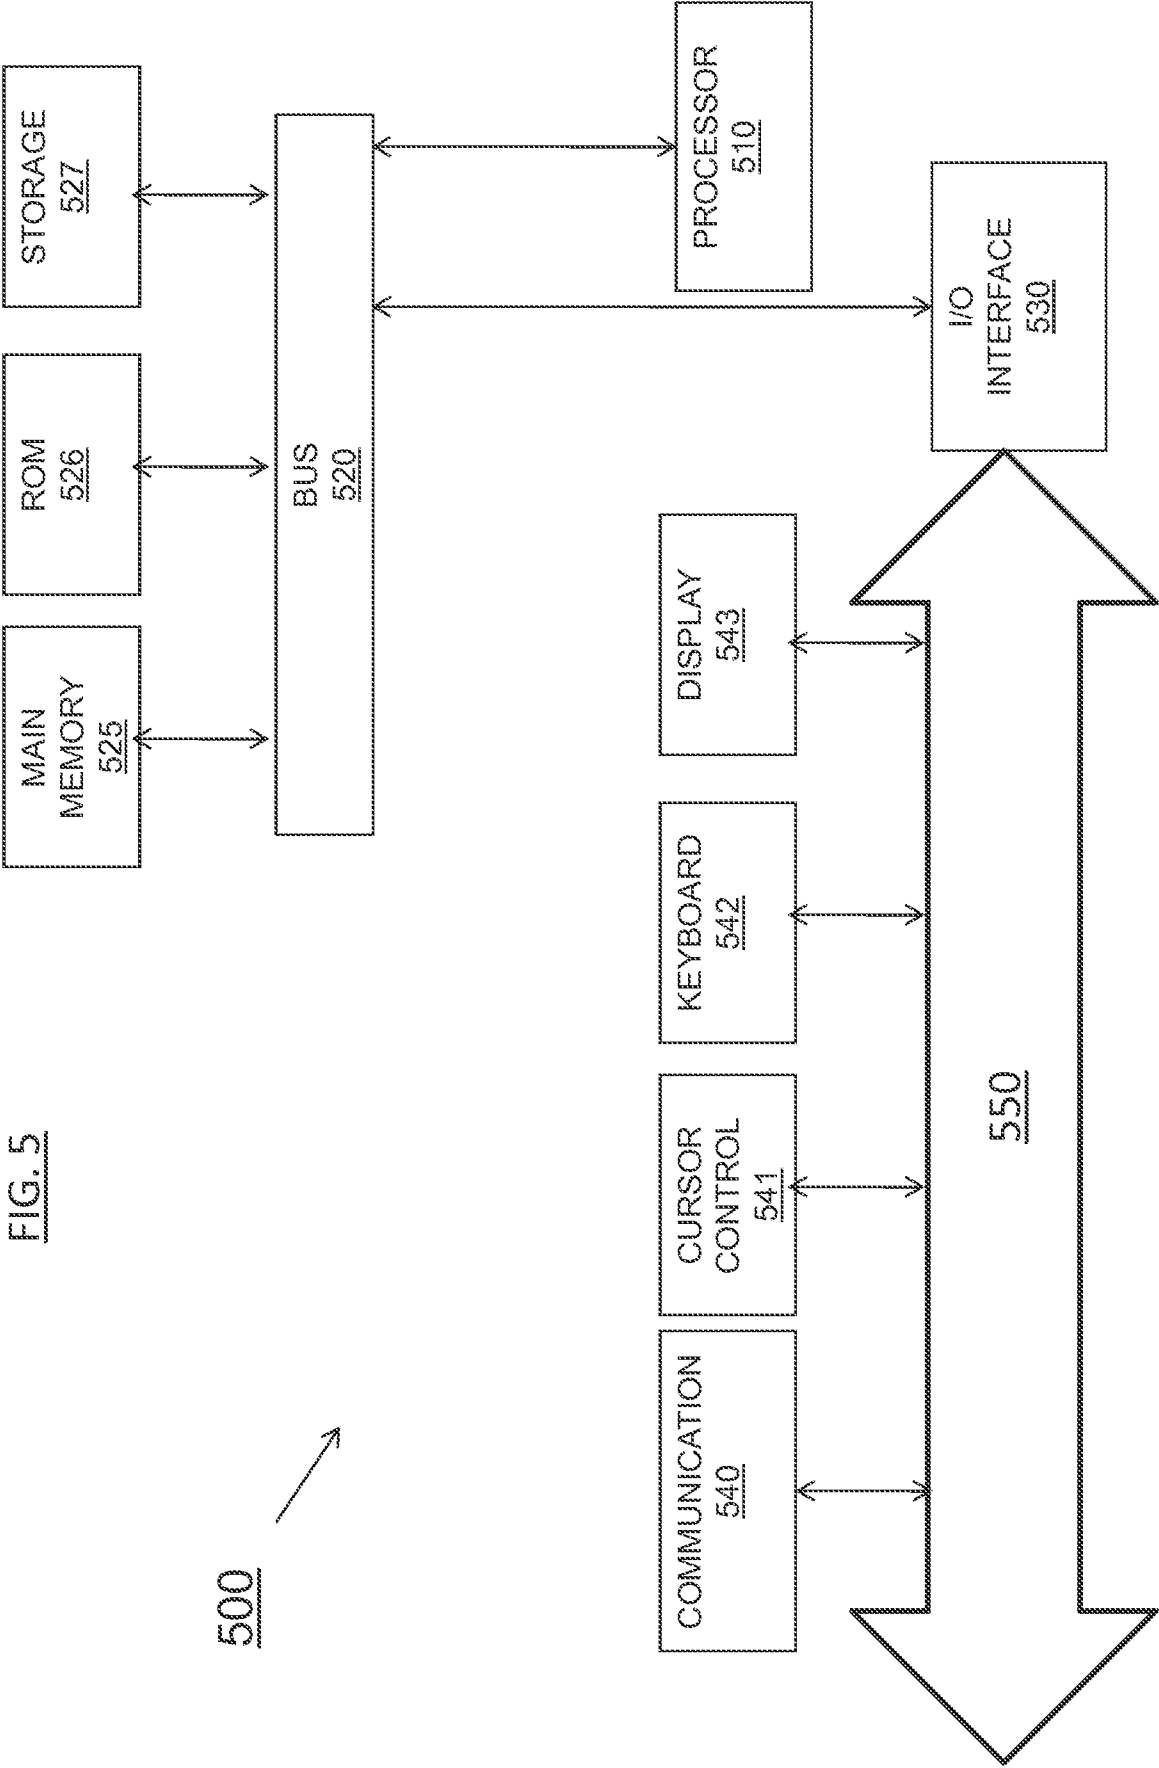 FIG. 5
500
MAIN
MEMORY
525
ROM
526
STORAGE
527
BUS
520
COMMUNICATION
540
CURSOR
CONTROL
541
KEYBOARD
542
DISPLAY
543
PROCESSOR
510
I/O
INTERFACE
530
550